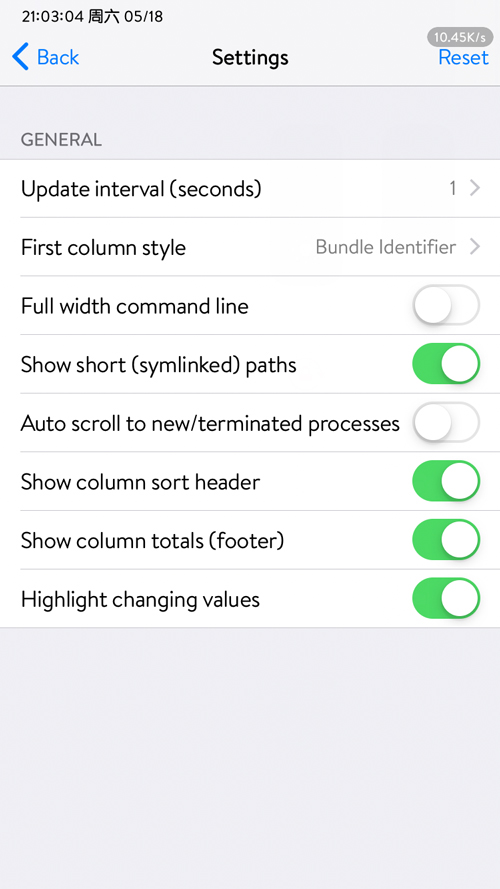 21:03:04 周六 05/18
10.45K/s
Back Settings Reset
GENERAL
Update interval (seconds) 1
First column style Bundle Identifier
Full width command line
Show short (symlinked) paths
Auto scroll to new/terminated processes
Show column sort header
Show column totals (footer)
Highlight changing values